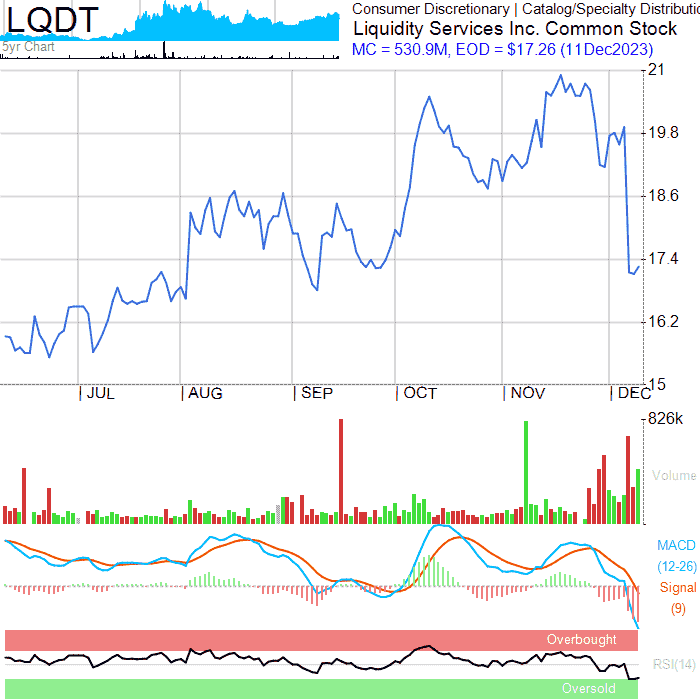 LQDT
Consumer Discretionary | Catalog/Specialty Distributio
Liquidity Services Inc. Common Stock
5yr Chart
MC = 530.9M, EOD = $17.26 (11Dec2023)
21
19.8
18.6
17.4
16.2
15
| JUL | AUG | SEP | OCT | NOV | DEC
826k
Volume
MACD
(12-26)
Signal
(9)
Overbought
RSI(14)
Oversold